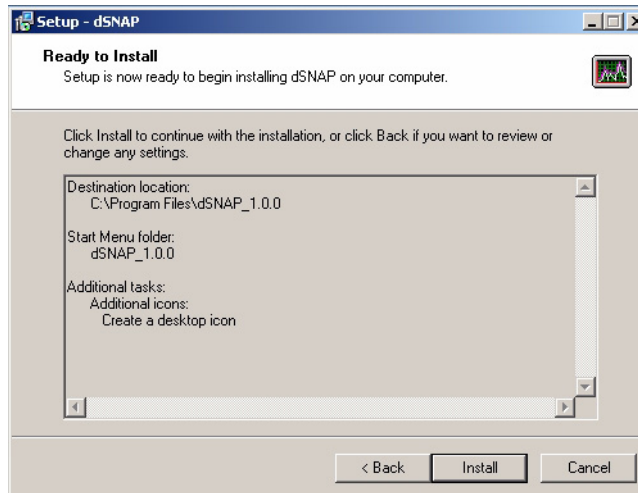 Setup - dSNAP
Ready to Install
Setup is now ready to begin installing dSNAP on your computer.
Click Install to continue with the installation, or click Back if you want to review or
change any settings.
Destination location:
C:\Program Files\dSNAP_1.0.0
Start Menu folder:
dSNAP_1.0.0
Additional tasks:
Additional icons:
Create a desktop icon
< Back
Install
Cancel